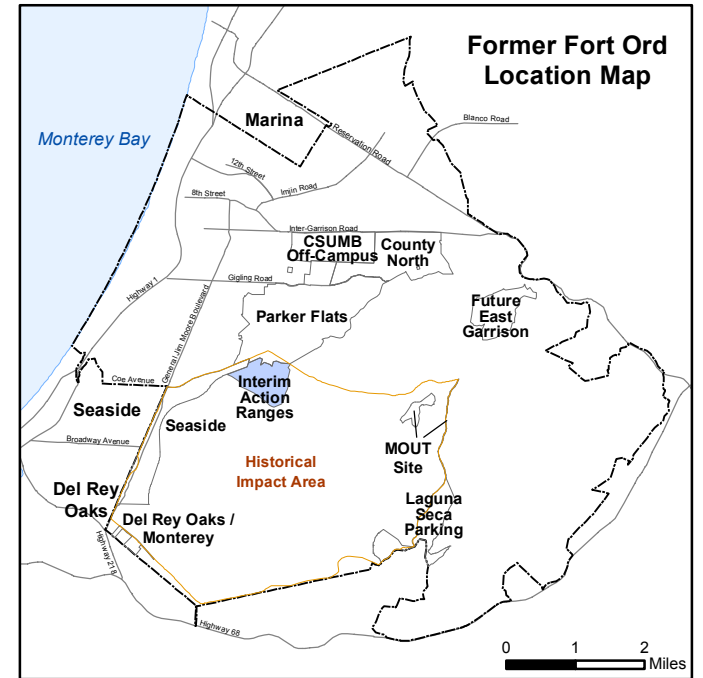 Former Fort Ord
Location Map
Marina
Blanco Road
Reservation Road
Monterey Bay
12th Street
Imjin Road
8th Street
Inter-Garrison Road
CSUMB
Off-Campus
County
North
Gigling Road
Highway 1
General Jim Moore Boulevard
Parker Flats
Future
East
Garrison
Coe Avenue
Interim
Action
Ranges
Seaside
Seaside
Broadway Avenue
MOUT
Site
Historical
Impact Area
Del Rey
Oaks
Laguna
Seca
Parking
Del Rey Oaks /
Monterey
Highway 218
Highway 68
0 1 2
Miles